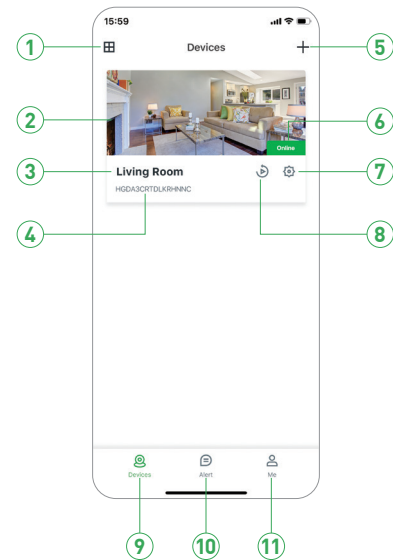 15:59
1
Devices
5
2
6
Online
3
Living Room
7
HGDA3CRTDLKRHNNC
4
8
Devices
Alert
Me
9
10
11